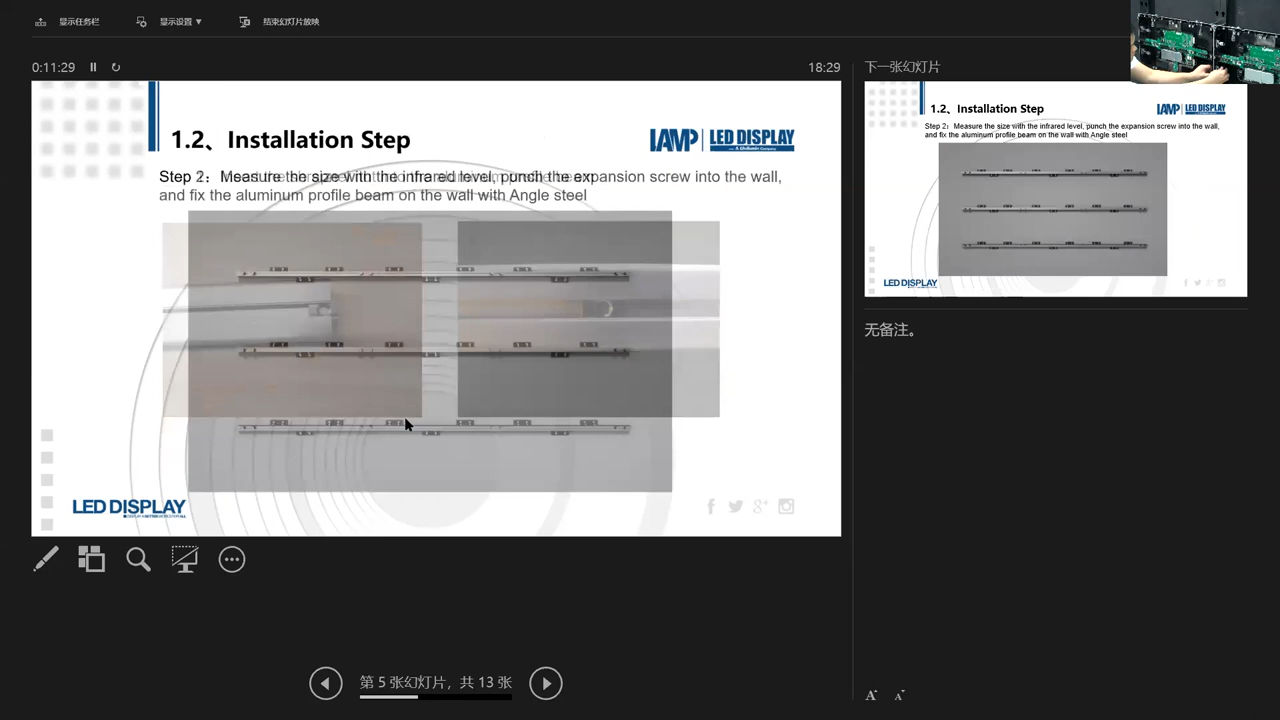 显示任务栏
显示设置 ▼
结束幻灯片放映
0:11:29
18:29
下一张幻灯片
1.2、Installation Step
LAMP LED DISPLAY
Step 2：Measure the size with the infrared level, punch the expansion screw into the wall,
and fix the aluminum profile beam on the wall with Angle steel
LED DISPLAY
1.2、Installation Step
LAMP LED DISPLAY
Step 2：Measure the size with the infrared level, punch the expansion screw into the wall,
and fix the aluminum profile beam on the wall with Angle steel
LED DISPLAY
无备注。
第 5 张幻灯片，共 13 张
A A